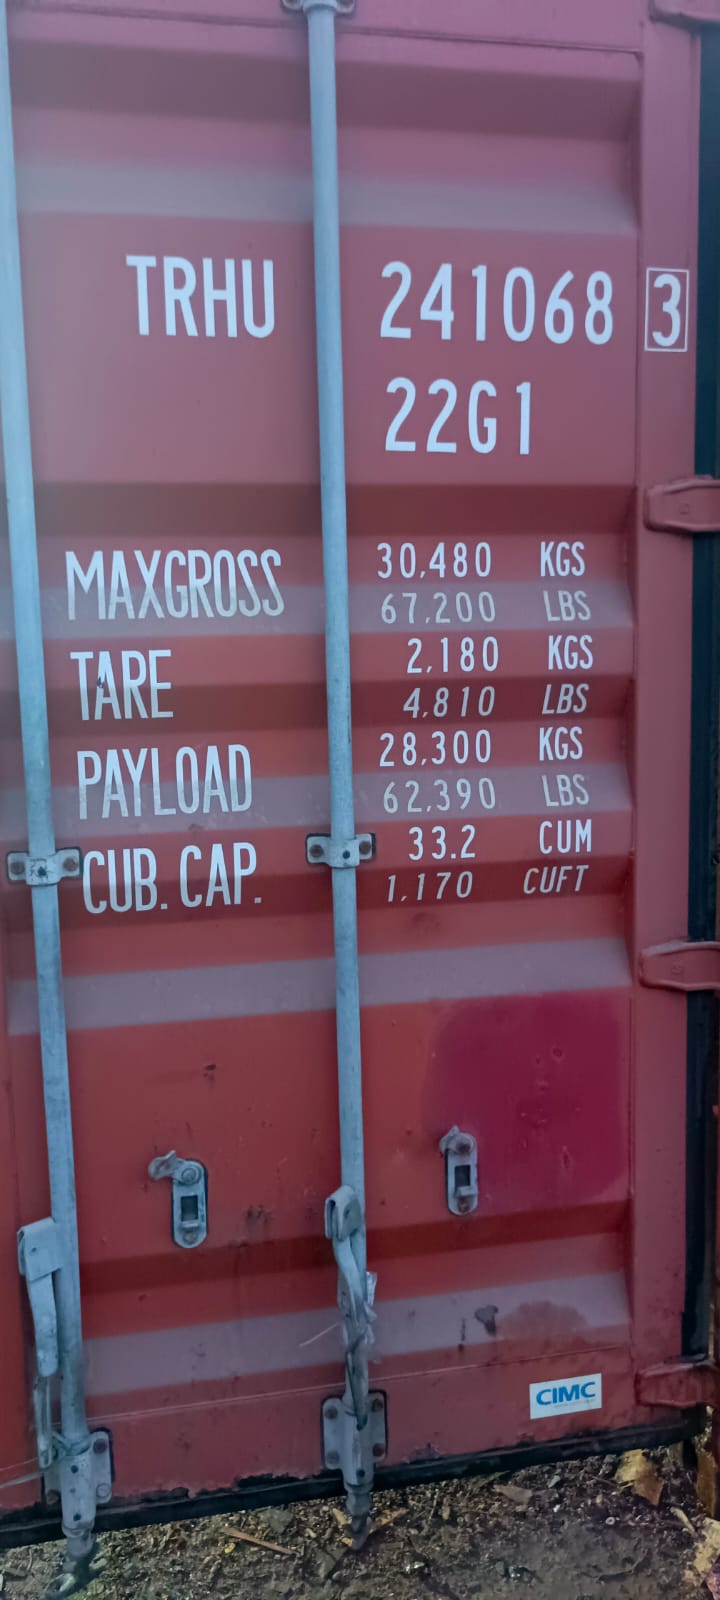 TRHU 241068 3
22G1
MAXGROSS 30,480 KGS
67,200 LBS
TARE 2,180 KGS
4,810 LBS
PAYLOAD 28,300 KGS
62,390 LBS
CUB. CAP. 33.2 CUM
1,170 CUFT
CIMC